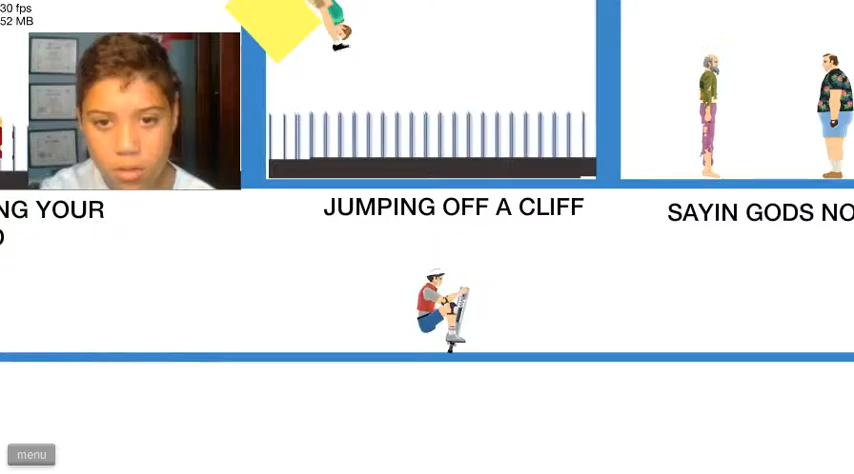 30 fps
52 MB
NG YOUR
JUMPING OFF A CLIFF
SAYIN GODS NO
menu